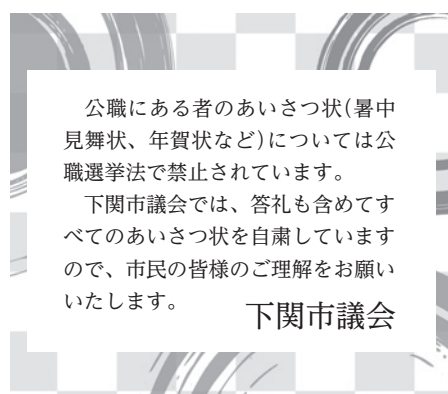 公職にある者のあいさつ状(暑中
見舞状、年賀状など)については公
職選挙法で禁止されています。
　下関市議会では、答礼も含めてす
べてのあいさつ状を自粛しています
ので、市民の皆様のご理解をお願い
いたします。
下関市議会